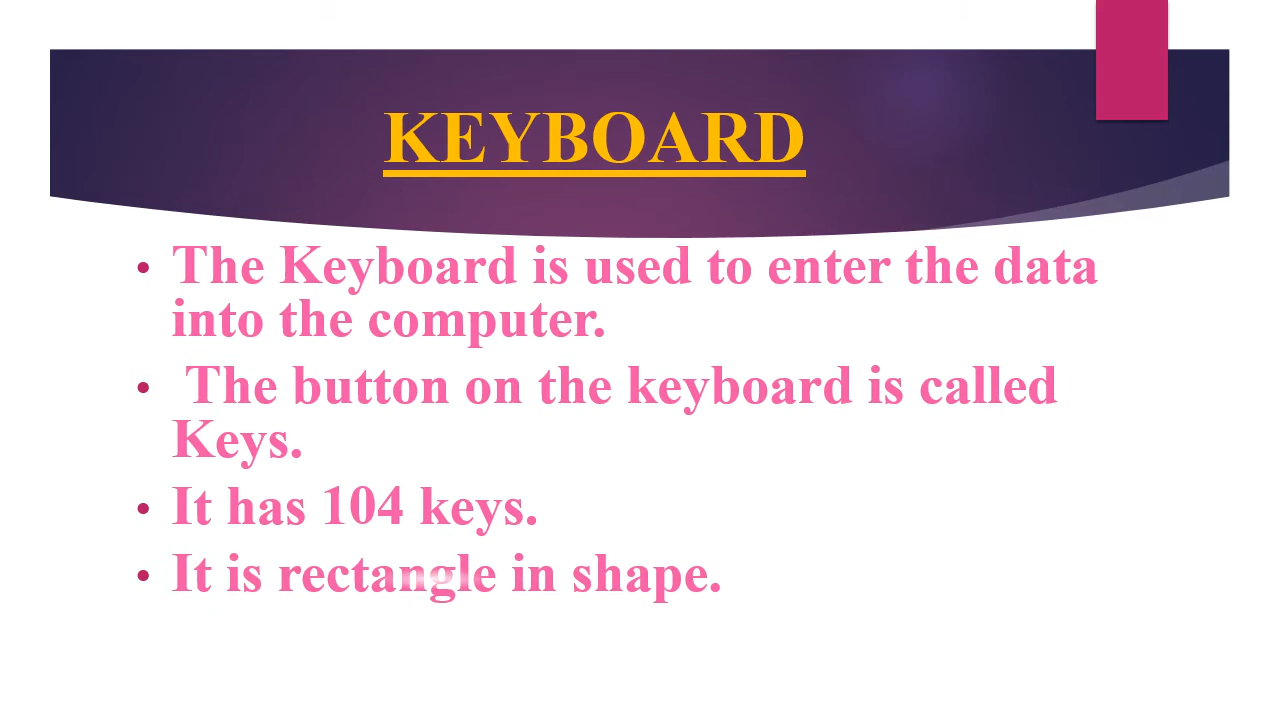 KEYBOARD
• The Keyboard is used to enter the data
into the computer.
• The button on the keyboard is called
Keys.
• It has 104 keys.
• It is rectangle in shape.